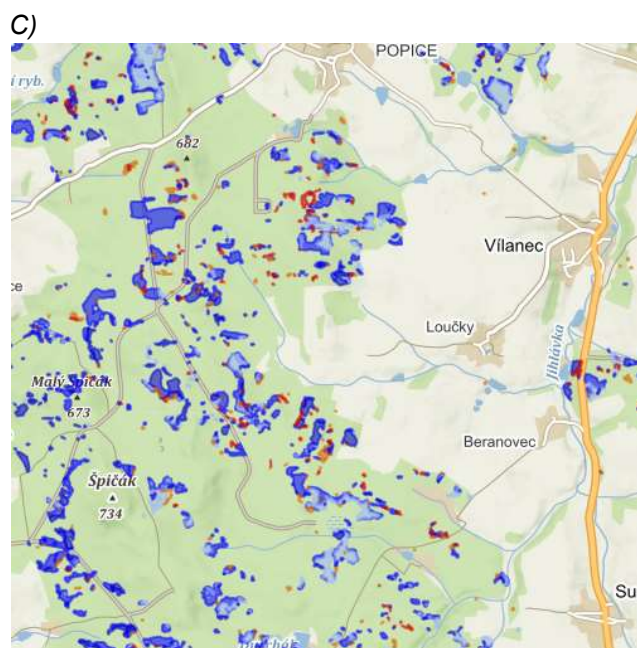 C)
POPICE
í ryb.
682
Vílanec
ce
Loučky
Jihlávka
Malý Špičák
673
Beranovec
Špičák
734
Su